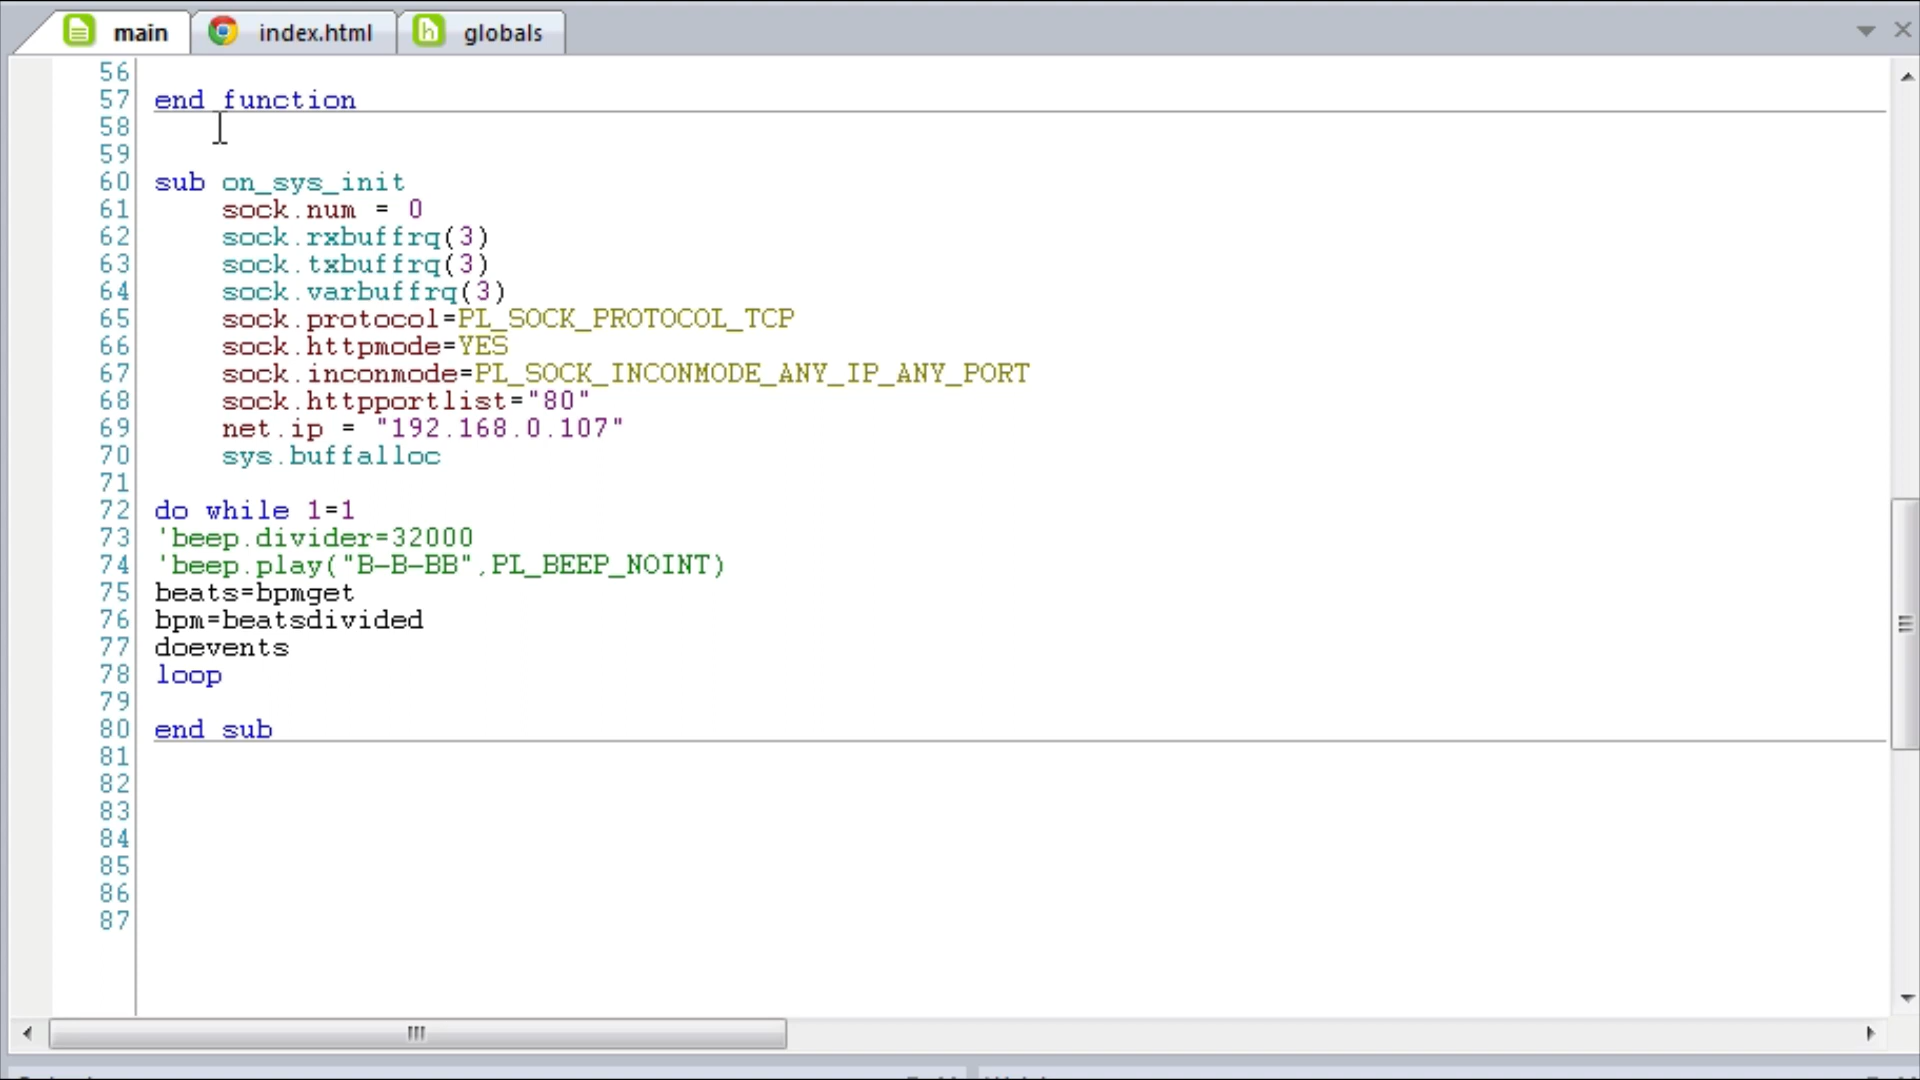 main
index.html
globals
56
57 end function
58
59
60 sub on_sys_init
61 sock.num = 0
62 sock.rxbuffrq(3)
63 sock.txbuffrq(3)
64 sock.varbuffrq(3)
65 sock.protocol=PL_SOCK_PROTOCOL_TCP
66 sock.httpmode=YES
67 sock.inconmode=PL_SOCK_INCONMODE_ANY_IP_ANY_PORT
68 sock.httpportlist="80"
69 net.ip = "192.168.0.107"
70 sys.buffalloc
71
72 do while 1=1
73 'beep.divider=32000
74 'beep.play("B-B-BB",PL_BEEP_NOINT)
75 beats=bpmget
76 bpm=beatsdivided
77 doevents
78 loop
79
80 end sub
81
82
83
84
85
86
87